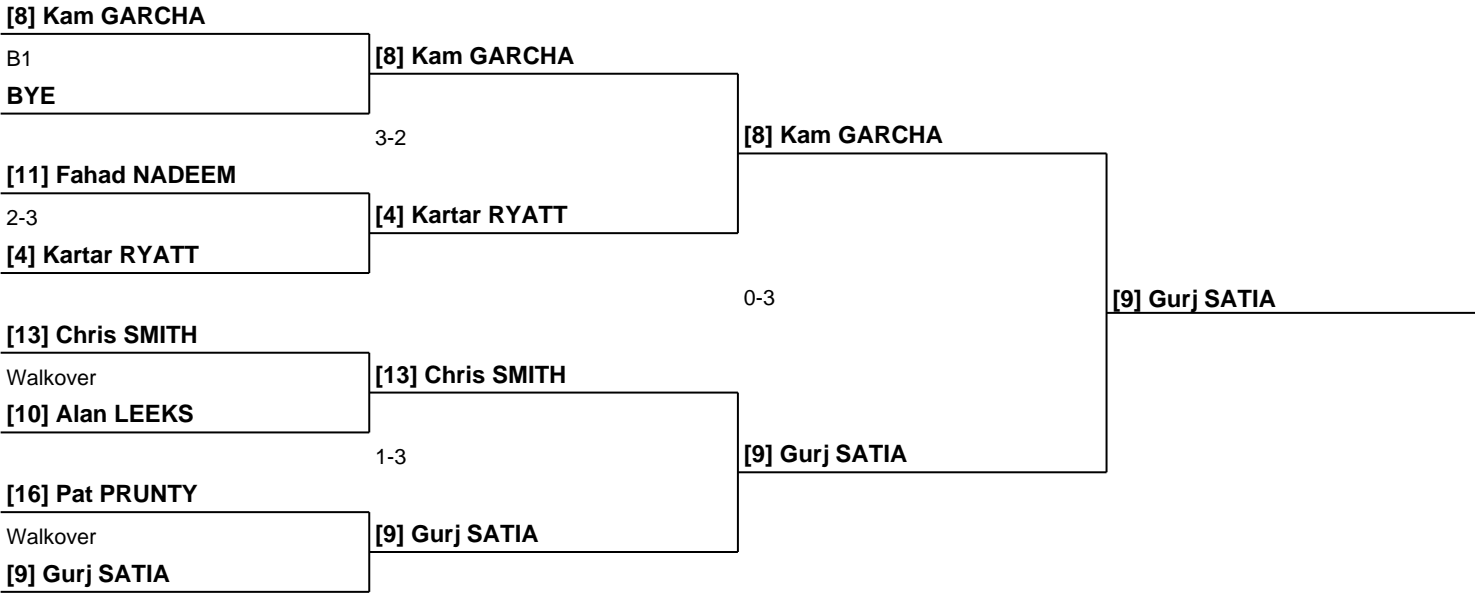 [8] Kam GARCHA
B1
BYE
[8] Kam GARCHA
3-2
[11] Fahad NADEEM
2-3
[4] Kartar RYATT
[4] Kartar RYATT
[8] Kam GARCHA
0-3
[13] Chris SMITH
Walkover
[10] Alan LEEKS
[13] Chris SMITH
1-3
[16] Pat PRUNTY
Walkover
[9] Gurj SATIA
[9] Gurj SATIA
[9] Gurj SATIA
[9] Gurj SATIA